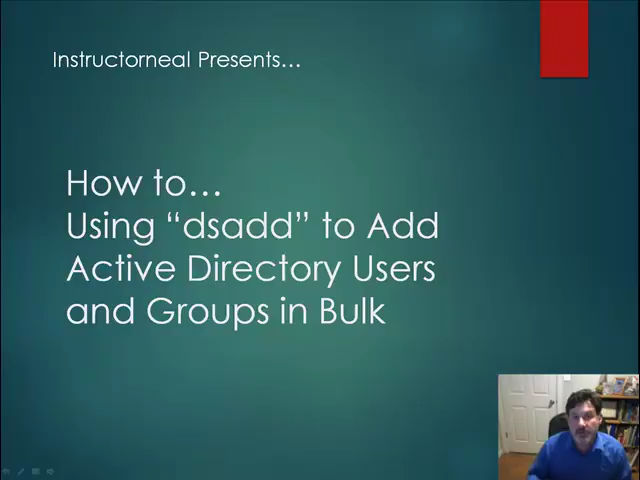 Instructorneal Presents…
How to…
Using “dsadd” to Add
Active Directory Users
and Groups in Bulk